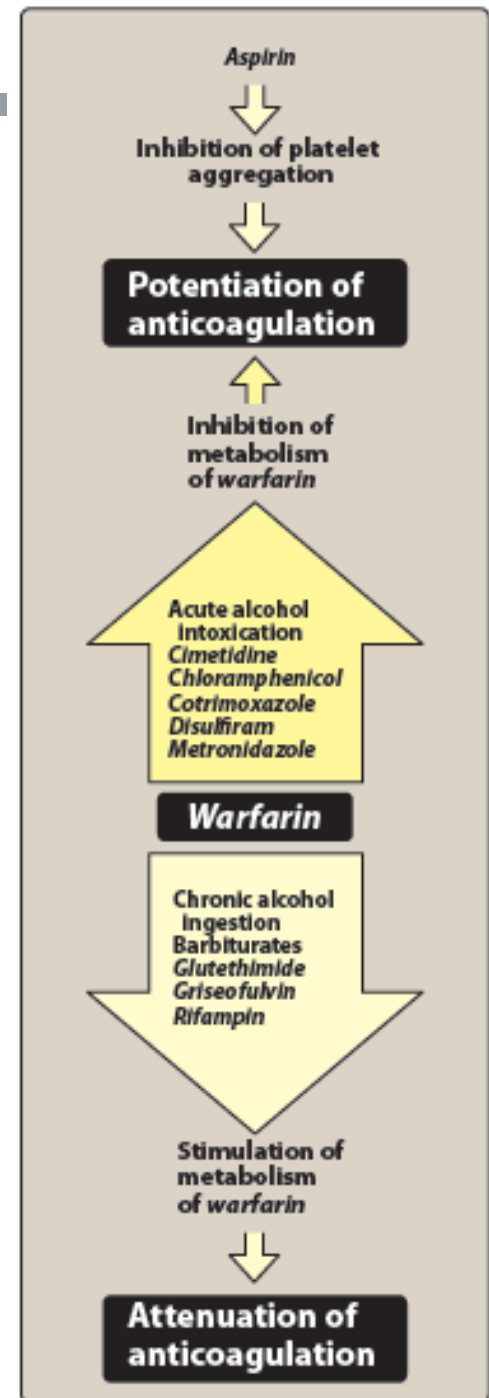 Aspirin
Inhibition of platelet
aggregation
Potentiation of
anticoagulation
Inhibition of
metabolism
of warfarin
Acute alcohol
intoxication
Cimetidine
Chloramphenicol
Cotrimoxazole
Disulfiram
Metronidazole
Warfarin
Chronic alcohol
ingestion
Barbiturates
Glutethimide
Griseofulvin
Rifampin
Stimulation of
metabolism
of warfarin
Attenuation of
anticoagulation